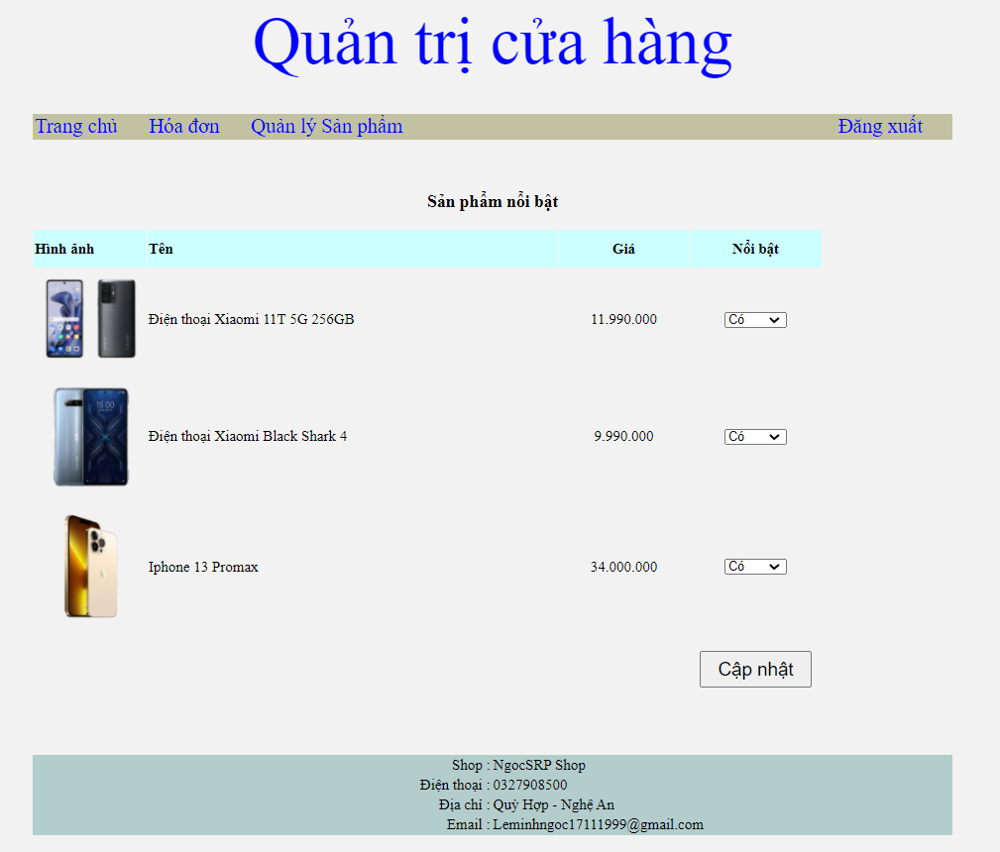 Quản trị cửa hàng
Trang chủ Hóa đơn Quản lý Sản phẩm Đăng xuất
Sản phẩm nổi bật
Hình ảnh Tên Giá Nổi bật
Điện thoại Xiaomi 11T 5G 256GB 11.990.000 Có
15:00
Điện thoại Xiaomi Black Shark 4 9.990.000 Có
Iphone 13 Promax 34.000.000 Có
Cập nhật
Shop : NgocSRP Shop
Điện thoại : 0327908500
Địa chỉ : Quỳ Hợp - Nghệ An
Email : Leminhngoc17111999@gmail.com